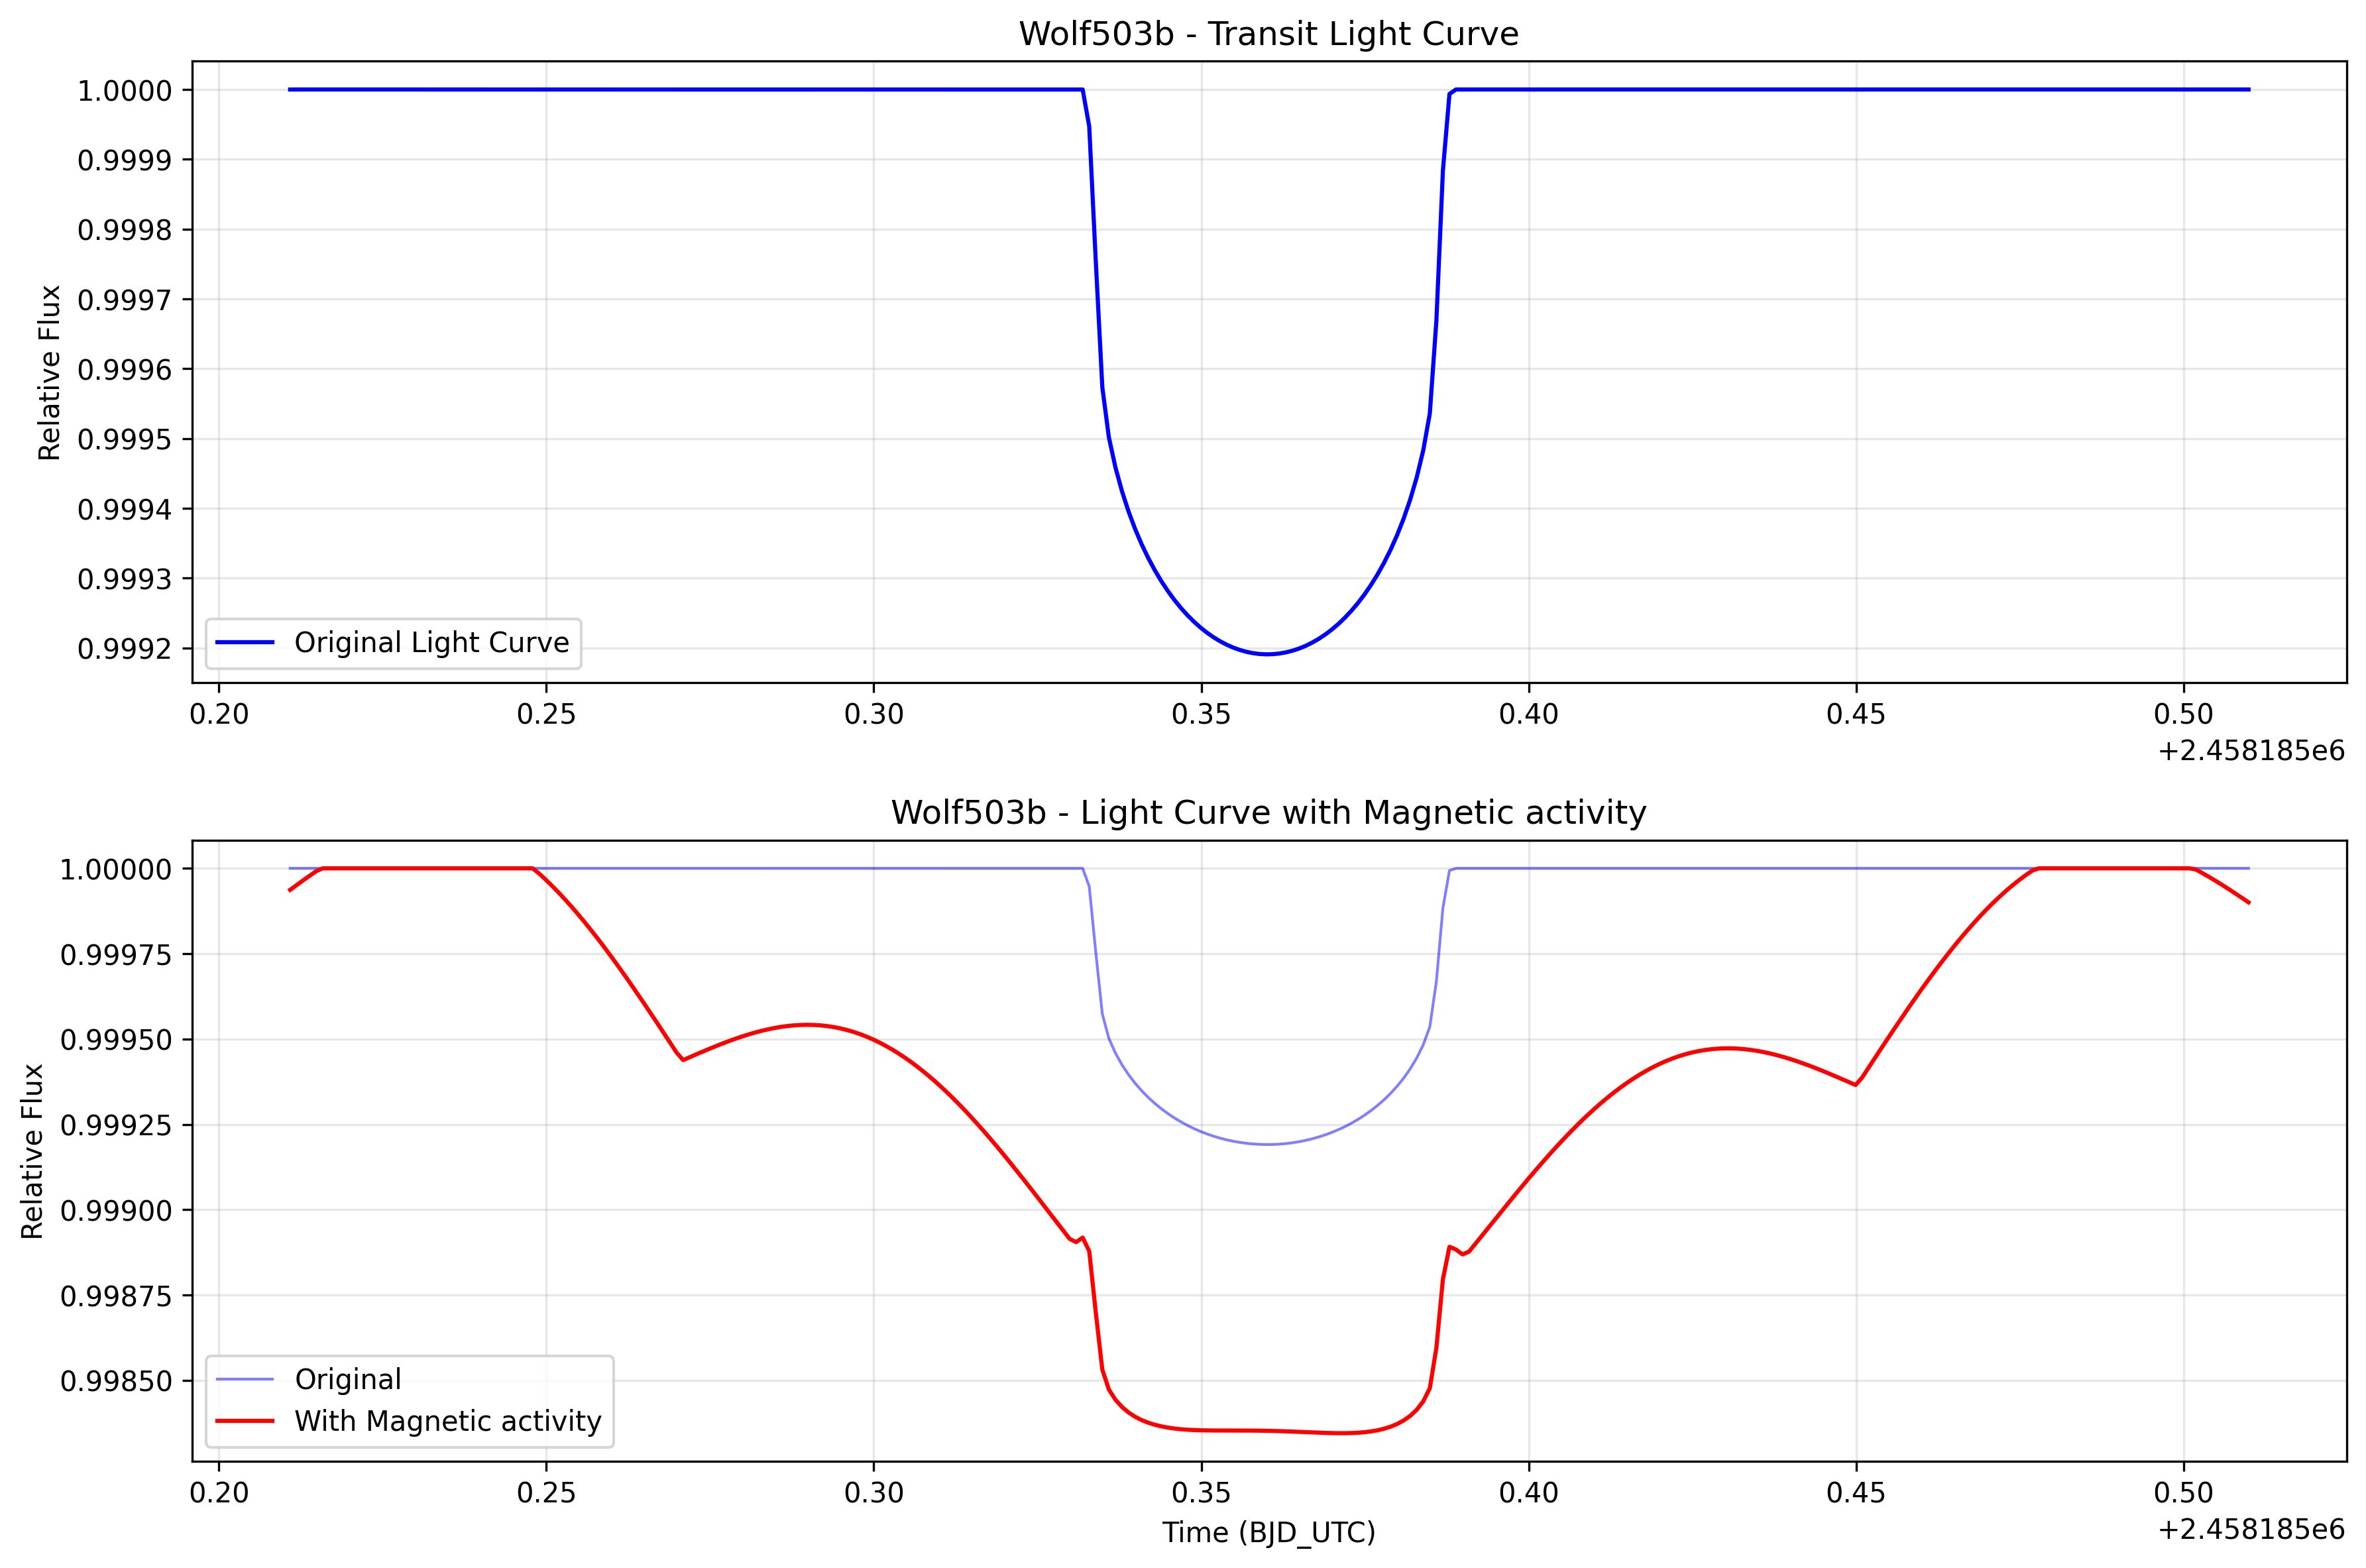 Wolf503b - Transit Light Curve
Relative Flux
1.0000
0.9999
0.9998
0.9997
0.9996
0.9995
0.9994
0.9993
0.9992
Original Light Curve
0.20 0.25 0.30 0.35 0.40 0.45 0.50
+2.458185e6
Wolf503b - Light Curve with Magnetic activity
Relative Flux
1.00000
0.99975
0.99950
0.99925
0.99900
0.99875
0.99850
Original
With Magnetic activity
0.20 0.25 0.30 0.35 0.40 0.45 0.50
Time (BJD_UTC)
+2.458185e6